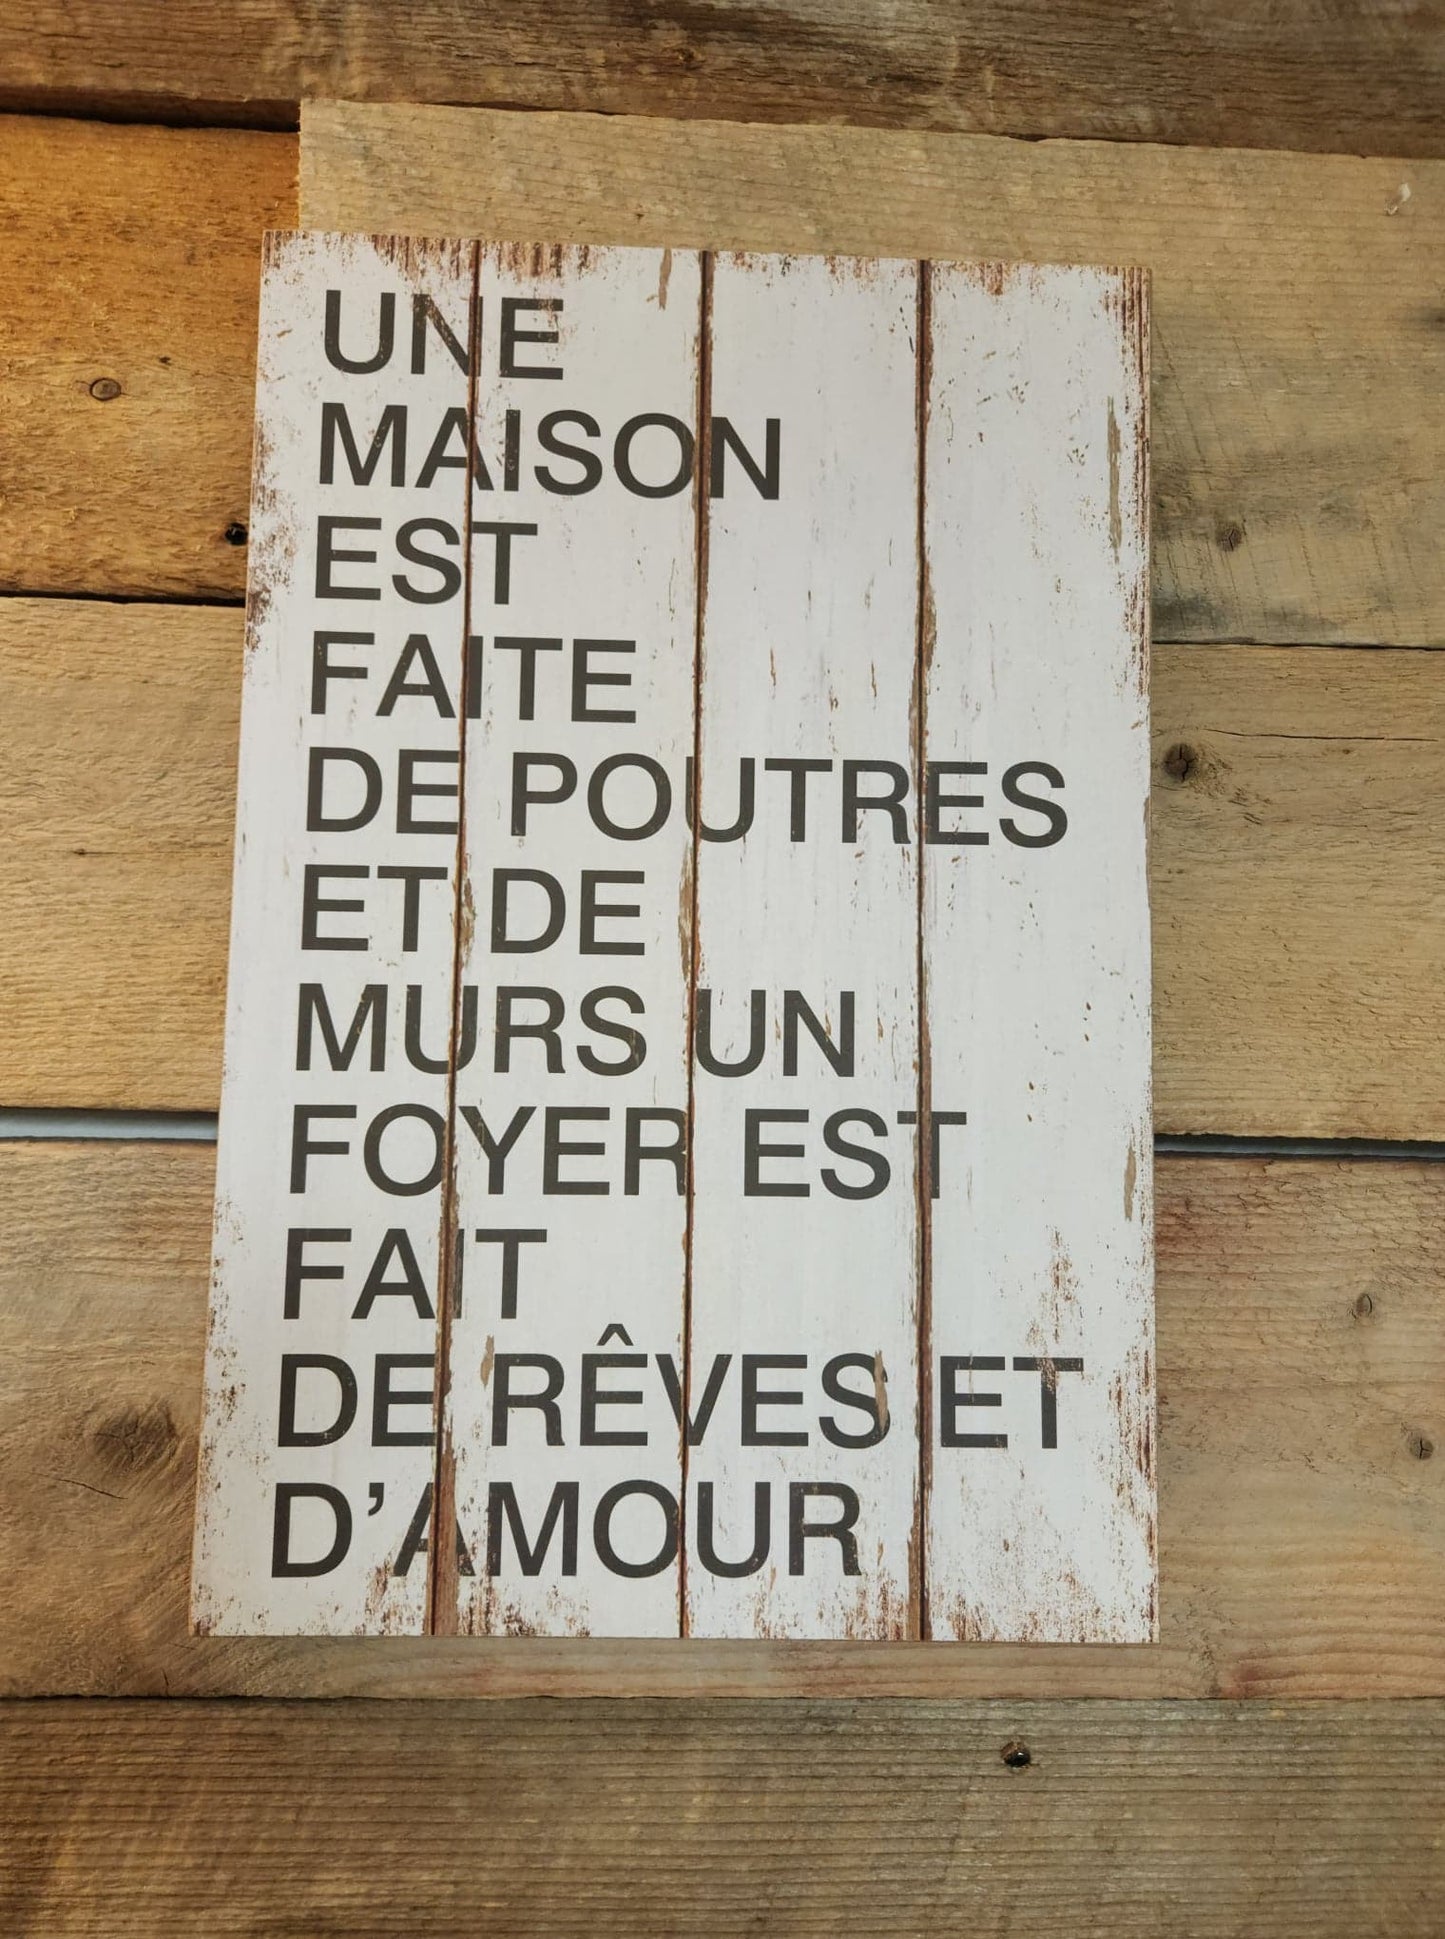 UNE
MAISON
EST
FAITE
DE POUTRES
ET DE
MURS UN
FOYER EST
FAIT
DE RÊVES ET
D'AMOUR